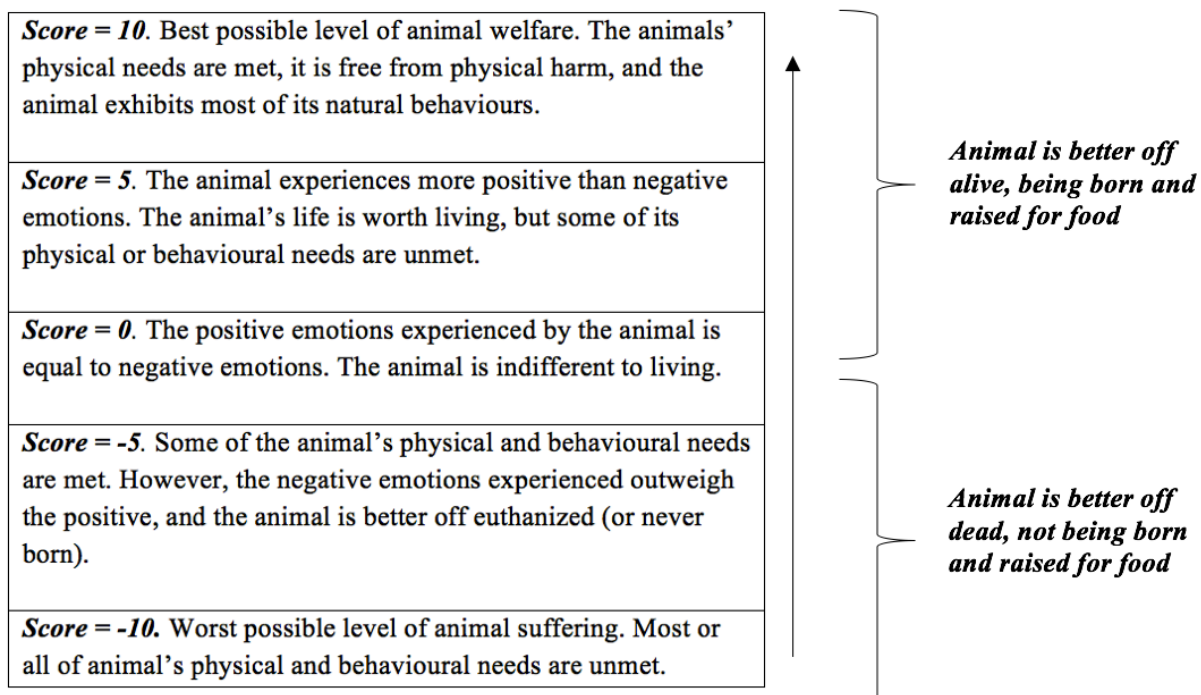 Score = 10. Best possible level of animal welfare. The animals’
physical needs are met, it is free from physical harm, and the
animal exhibits most of its natural behaviours.
Score = 5. The animal experiences more positive than negative
emotions. The animal’s life is worth living, but some of its
physical or behavioural needs are unmet.
Score = 0. The positive emotions experienced by the animal is
equal to negative emotions. The animal is indifferent to living.
Score = -5. Some of the animal’s physical and behavioural needs
are met. However, the negative emotions experienced outweigh
the positive, and the animal is better off euthanized (or never
born).
Score = -10. Worst possible level of animal suffering. Most or
all of animal’s physical and behavioural needs are unmet.
Animal is better off
alive, being born and
raised for food
Animal is better off
dead, not being born
and raised for food